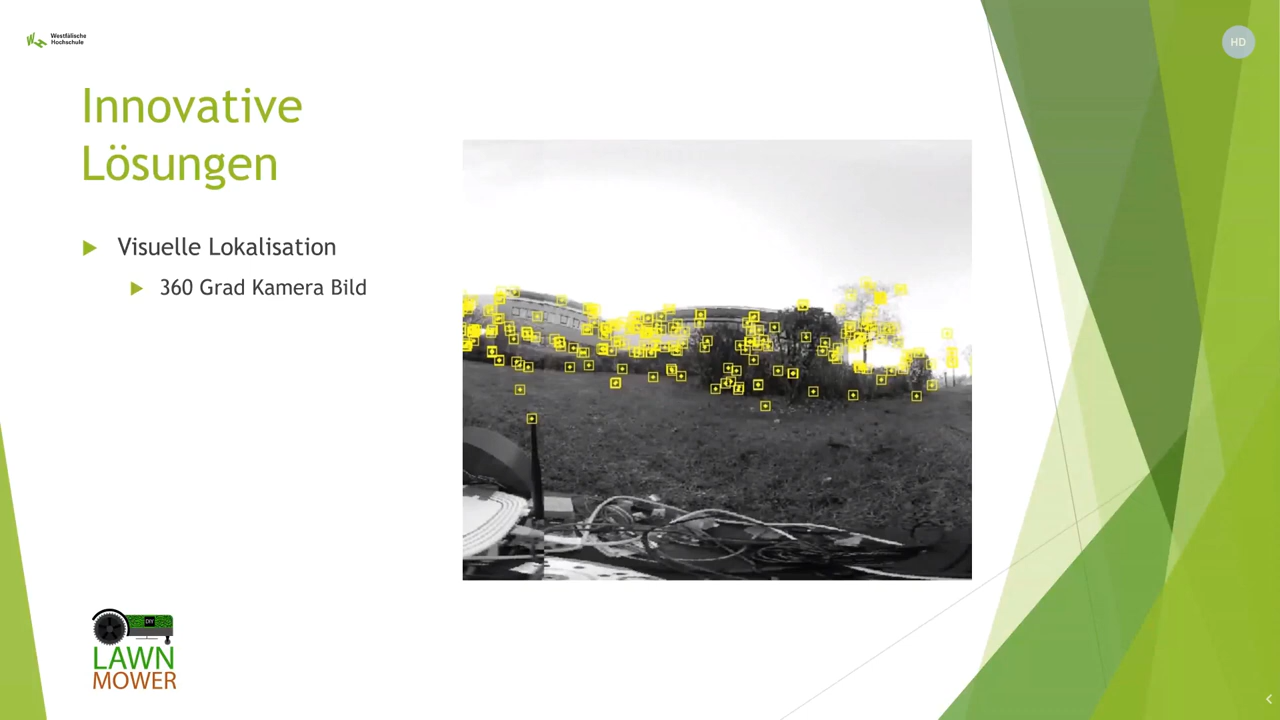 Westfälische
Hochschule
HD
Innovative
Lösungen
Visuelle Lokalisation
360 Grad Kamera Bild
DIY
LAWN
MOWER